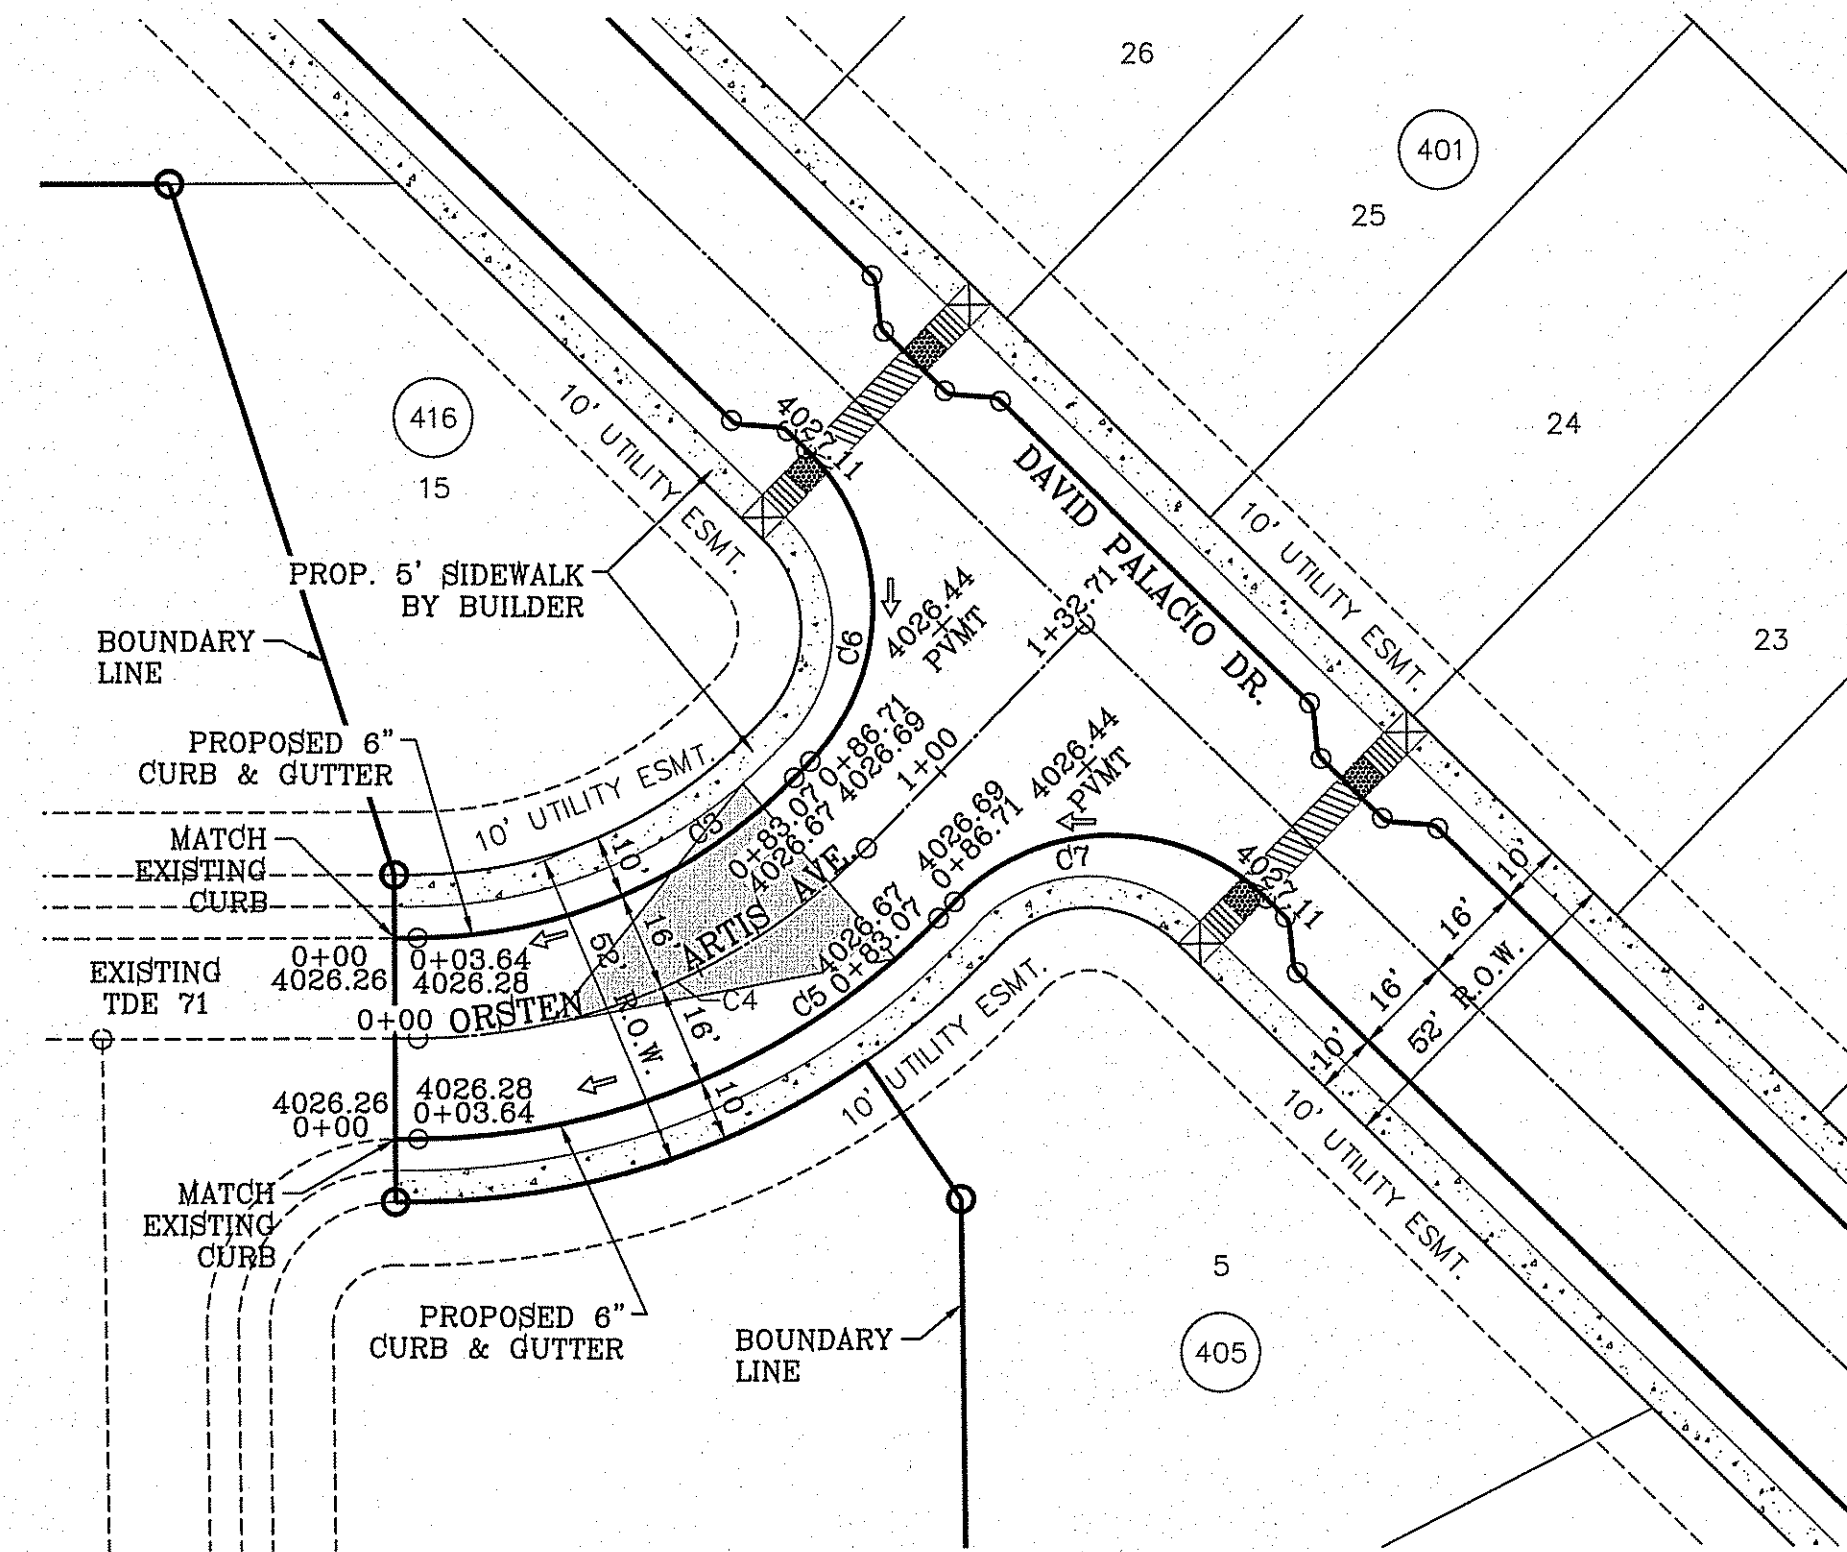 26
401
25
24
23
416
15
10' UTILITY
ESMT.
4027.11
DAVID PALACIO DR.
10' UTILITY ESMT.
PROP. 5' SIDEWALK
BY BUILDER
BOUNDARY
LINE
C6
4026.44
PVMT
1+32.71
PROPOSED 6"
CURB & GUTTER
10' UTILITY ESMT.
C3
0+86.71
4026.69
0+83.07
4026.67
1+00
4026.69
0+86.71
4026.44
PVMT
C7
4027.11
MATCH
EXISTING
CURB
10'
16'
52' R.O.W.
16'
10'
ORSTEN ARTIS AVE.
4026.67
0+83.07
C5
C4
EXISTING
TDE 71
0+00
4026.26
0+03.64
4026.28
0+00
4026.26
0+00
4026.28
0+03.64
10'
16'
16'
10'
52' R.O.W.
10' UTILITY ESMT.
10' UTILITY ESMT.
MATCH
EXISTING
CURB
PROPOSED 6"
CURB & GUTTER
BOUNDARY
LINE
5
405